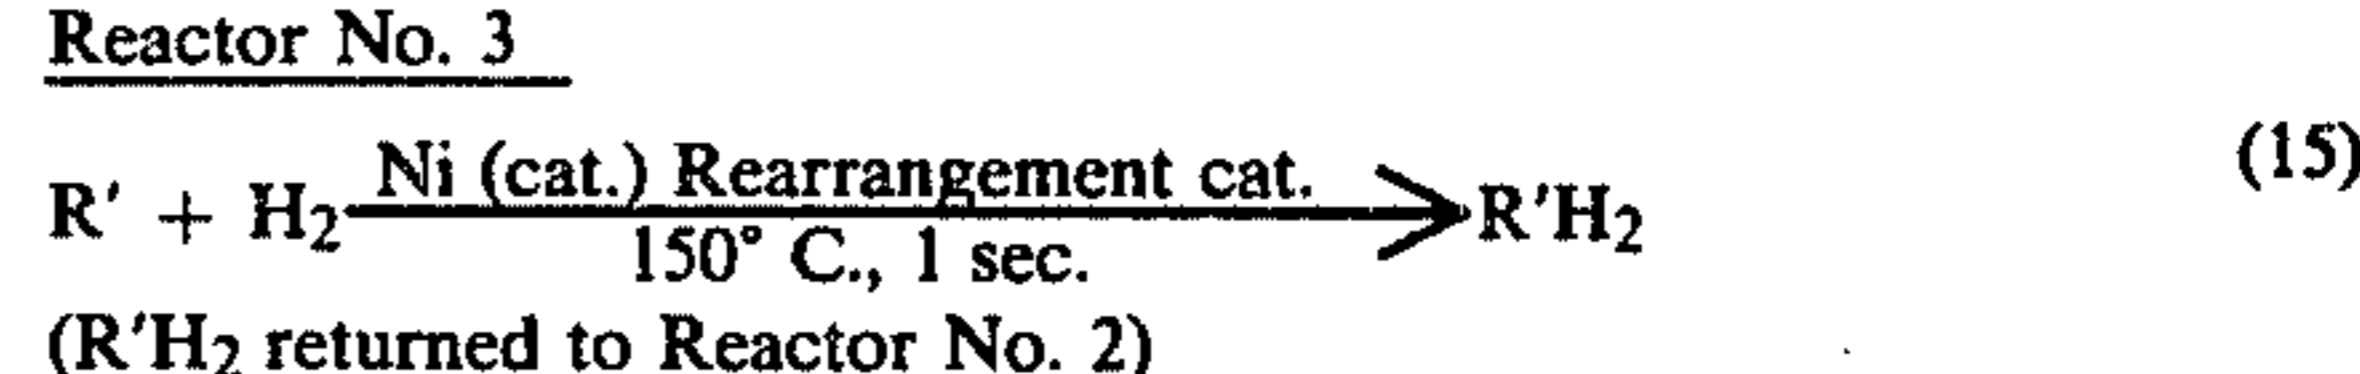 Reactor No. 3
(15)
Ni (cat.) Rearrangement cat.
R′ + H₂ ⟶ R′H₂
150° C., 1 sec.
(R′H₂ returned to Reactor No. 2)